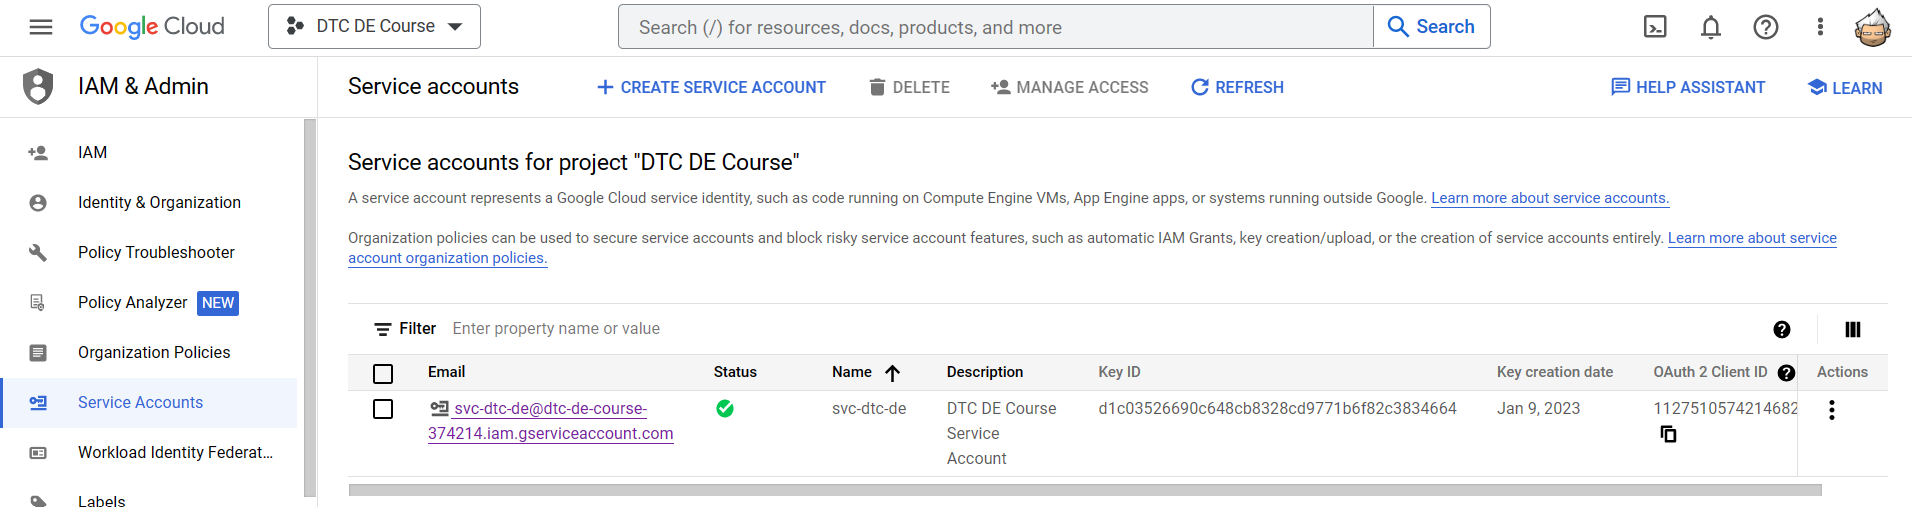 Google Cloud
DTC DE Course
Search (/) for resources, docs, products, and more
Search
IAM & Admin
Service accounts
CREATE SERVICE ACCOUNT
DELETE
MANAGE ACCESS
REFRESH
HELP ASSISTANT
LEARN
IAM
Identity & Organization
Policy Troubleshooter
Policy Analyzer NEW
Organization Policies
Service Accounts
Workload Identity Federat...
Labels
Service accounts for project "DTC DE Course"
A service account represents a Google Cloud service identity, such as code running on Compute Engine VMs, App Engine apps, or systems running outside Google. Learn more about service accounts.
Organization policies can be used to secure service accounts and block risky service account features, such as automatic IAM Grants, key creation/upload, or the creation of service accounts entirely. Learn more about service
account organization policies.
Filter Enter property name or value
Email Status Name Description Key ID Key creation date OAuth 2 Client ID Actions
svc-dtc-de@dtc-de-course- svc-dtc-de DTC DE Course d1c03526690c648cb8328cd9771b6f82c3834664 Jan 9, 2023 1127510574214682
374214.iam.gserviceaccount.com Service
Account